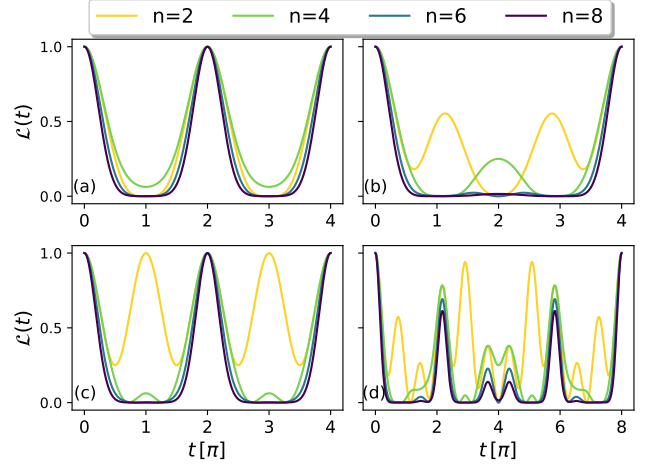 n=2 n=4 n=6 n=8
1.0
0.5
0.0
ℒ(t)
(a)
0 1 2 3 4
(b)
0 2 3 6 4
1.0
0.5
0.0
ℒ(t)
(c)
0 1 2 3 4
t [π]
(d)
0 2 4 6 8
t [π]